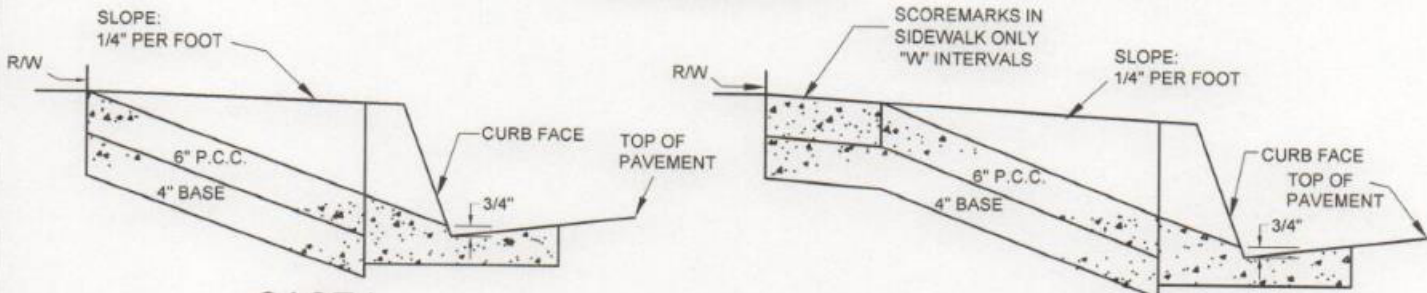 SLOPE:
1/4" PER FOOT
R/W
CURB FACE
TOP OF
PAVEMENT
6" P.C.C.
4" BASE
3/4"
SCOREMARKS IN
SIDEWALK ONLY
"W" INTERVALS
SLOPE:
1/4" PER FOOT
R/W
CURB FACE
TOP OF
PAVEMENT
6" P.C.C.
4" BASE
3/4"